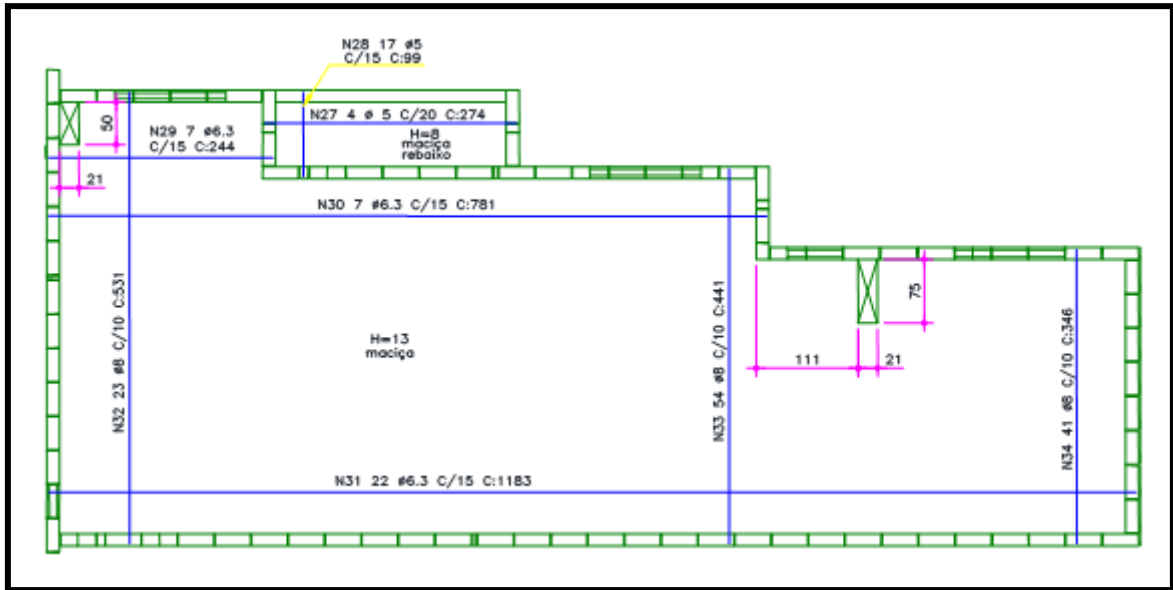 N28 17 ø5
C/15 C:99
N27 4 ø 5 C/20 C:274
H=8
maciça
rebaixo
50
N29 7 ø6.3
C/15 C:244
21
N30 7 ø6.3 C/15 C:781
N32 23 ø8 C/10 C:531
H=13
maciça
N33 54 ø8 C/10 C:441
75
111
21
N34 41 ø8 C/10 C:346
N31 22 ø6.3 C/15 C:1183